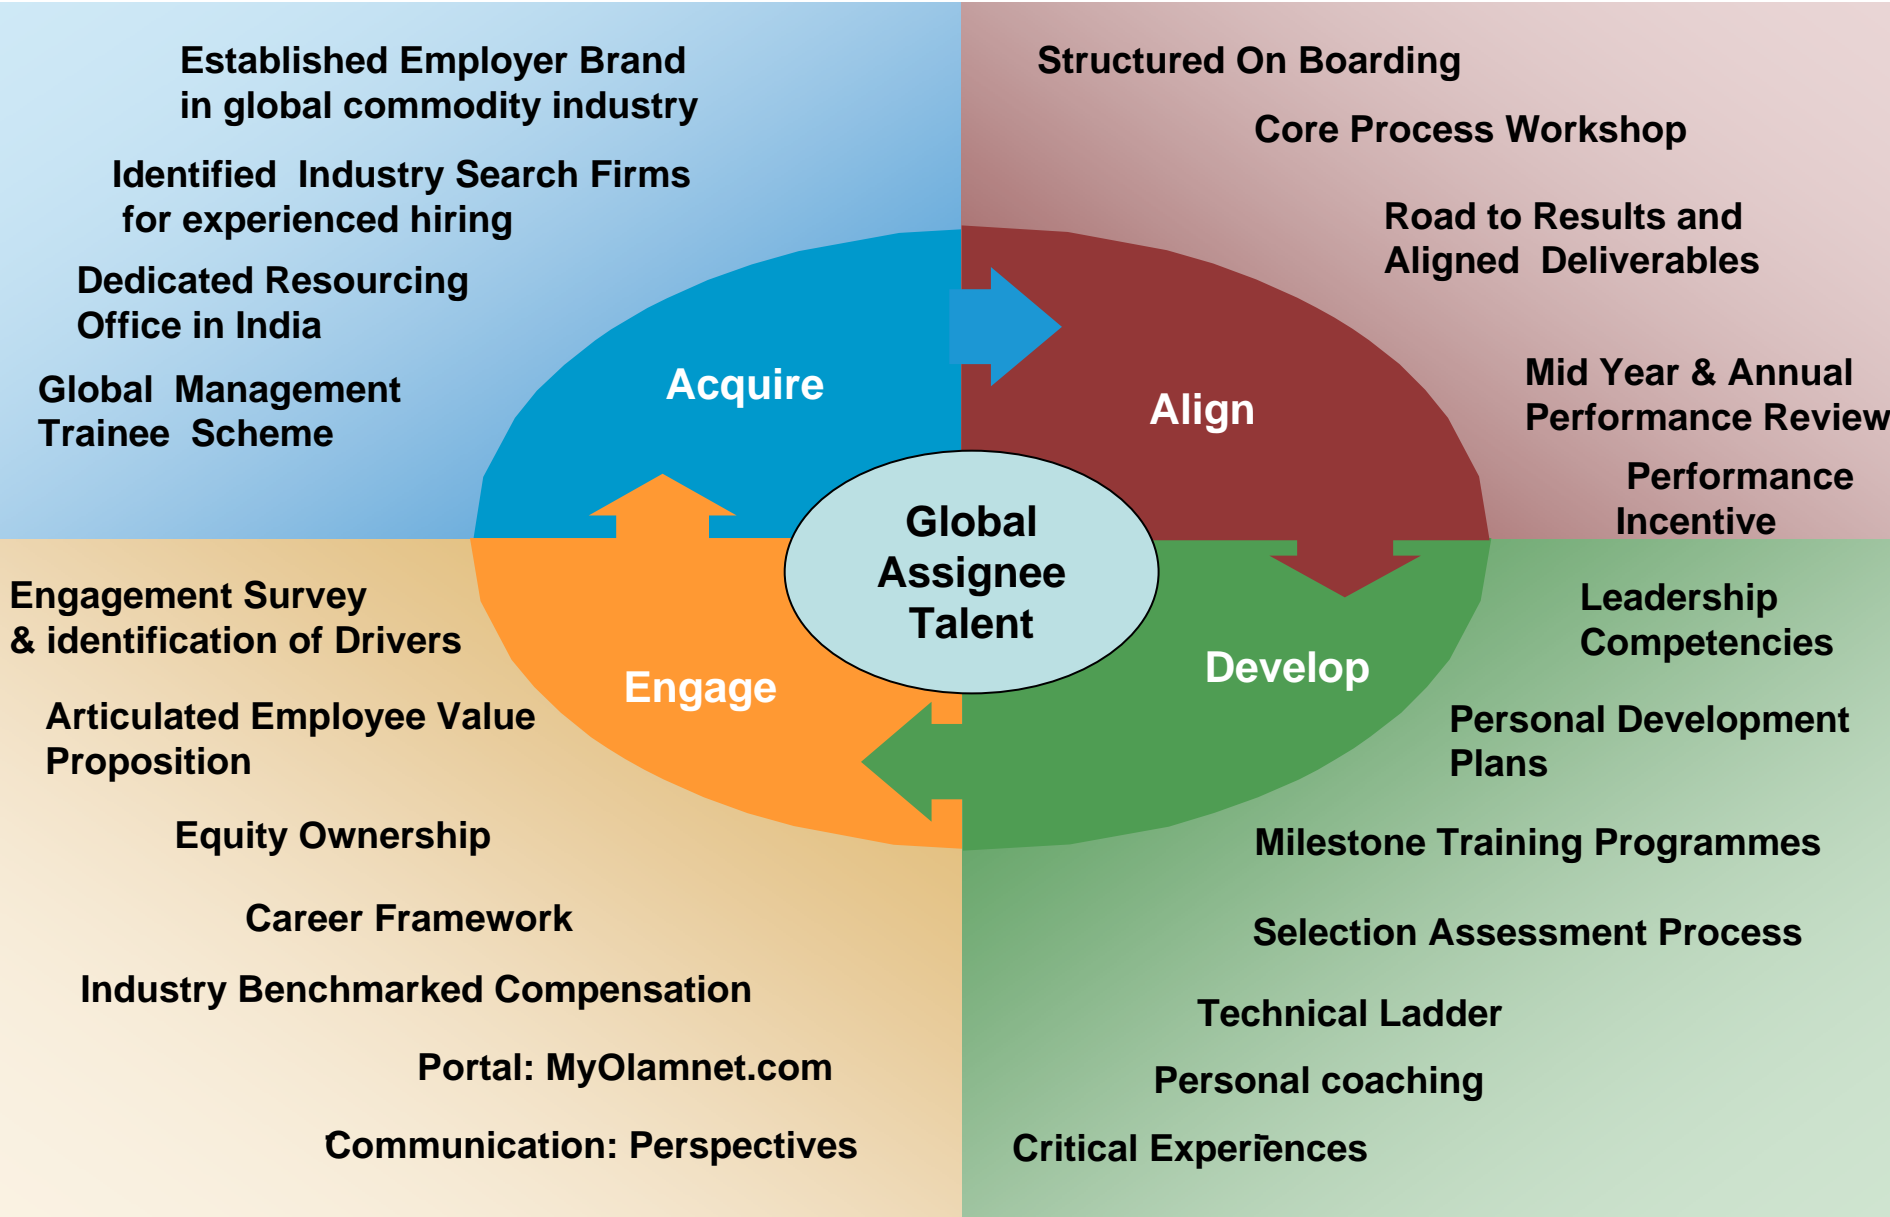 Established Employer Brand
in global commodity industry
Identified Industry Search Firms
for experienced hiring
Dedicated Resourcing
Office in India
Global Management
Trainee Scheme
Acquire
Structured On Boarding
Core Process Workshop
Road to Results and
Aligned Deliverables
Mid Year & Annual
Performance Review
Performance
Incentive
Align
Global
Assignee
Talent
Engagement Survey
& identification of Drivers
Articulated Employee Value
Proposition
Equity Ownership
Career Framework
Industry Benchmarked Compensation
Portal: MyOlamnet.com
Communication: Perspectives
Engage
Develop
Leadership
Competencies
Personal Development
Plans
Milestone Training Programmes
Selection Assessment Process
Technical Ladder
Personal coaching
Critical Experiences